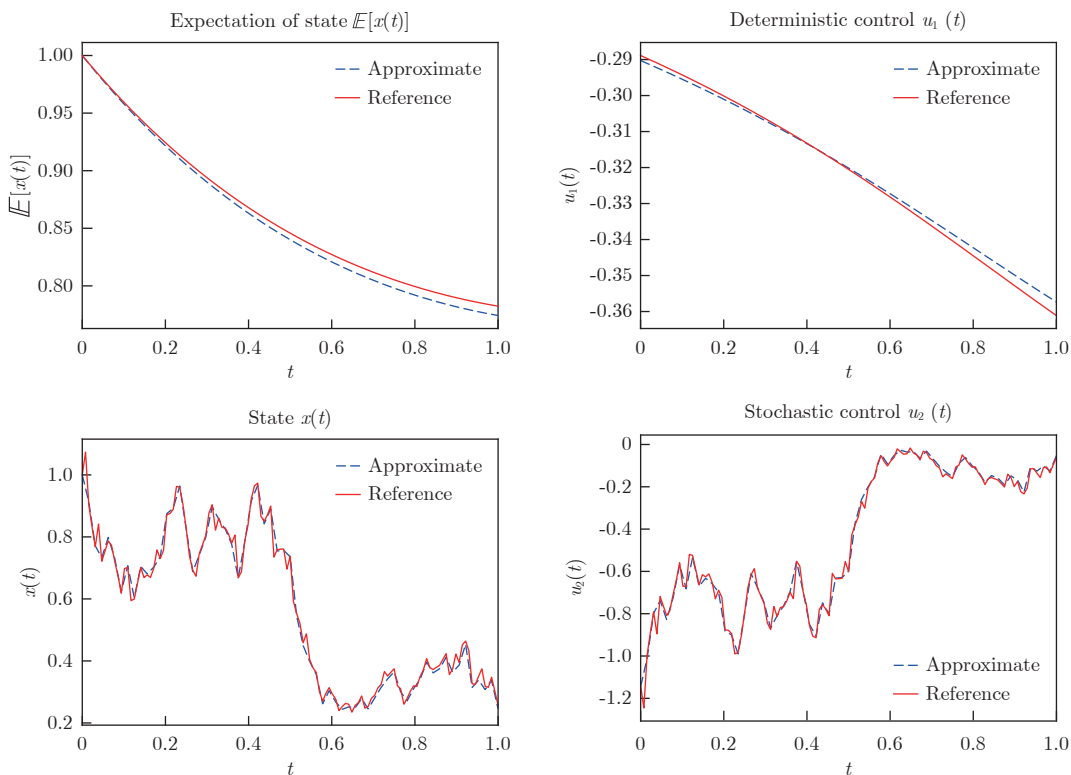 Expectation of state 𝔼[x(t)]
1.00
0.95
0.90
0.85
0.80
𝔼[x(t)]
Approximate
Reference
0
0.2
0.4
0.6
0.8
1.0
t
Deterministic control u₁ (t)
-0.29
-0.30
-0.31
-0.32
-0.33
-0.34
-0.35
-0.36
u₁(t)
Approximate
Reference
0
0.2
0.4
0.6
0.8
1.0
t
State x(t)
1.0
0.8
0.6
0.4
0.2
x(t)
Approximate
Reference
0
0.2
0.4
0.6
0.8
1.0
t
Stochastic control u₂ (t)
0
-0.2
-0.4
-0.6
-0.8
-1.0
-1.2
u₂(t)
Approximate
Reference
0
0.2
0.4
0.6
0.8
1.0
t